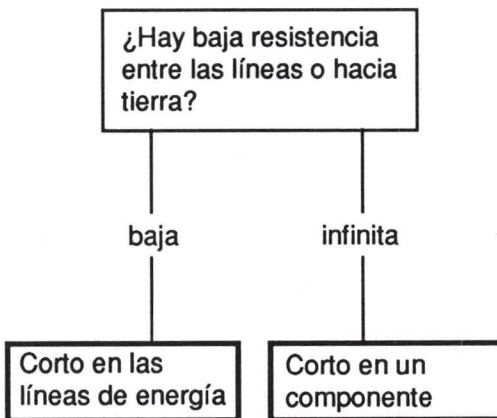 ¿Hay baja resistencia
entre las líneas o hacia
tierra?
baja
infinita
Corto en las
líneas de energía
Corto en un
componente